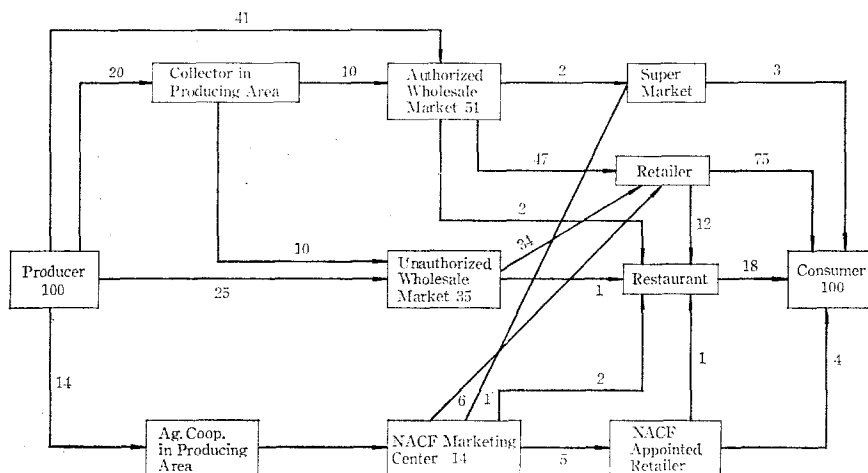 41
20
Collector in
Producing Area
10
Authorized
Wholesale
Market 51
2
Super
Market
3
47
Retailer
75
2
34
12
10
Producer
100
25
Unauthorized
Wholesale
Market 35
1
Restaurant
18
Consumer
100
14
6
1
2
1
4
Ag. Coop.
in Producing
Area
NACF Marketing
Center 14
5
NACF
Appointed
Retailer